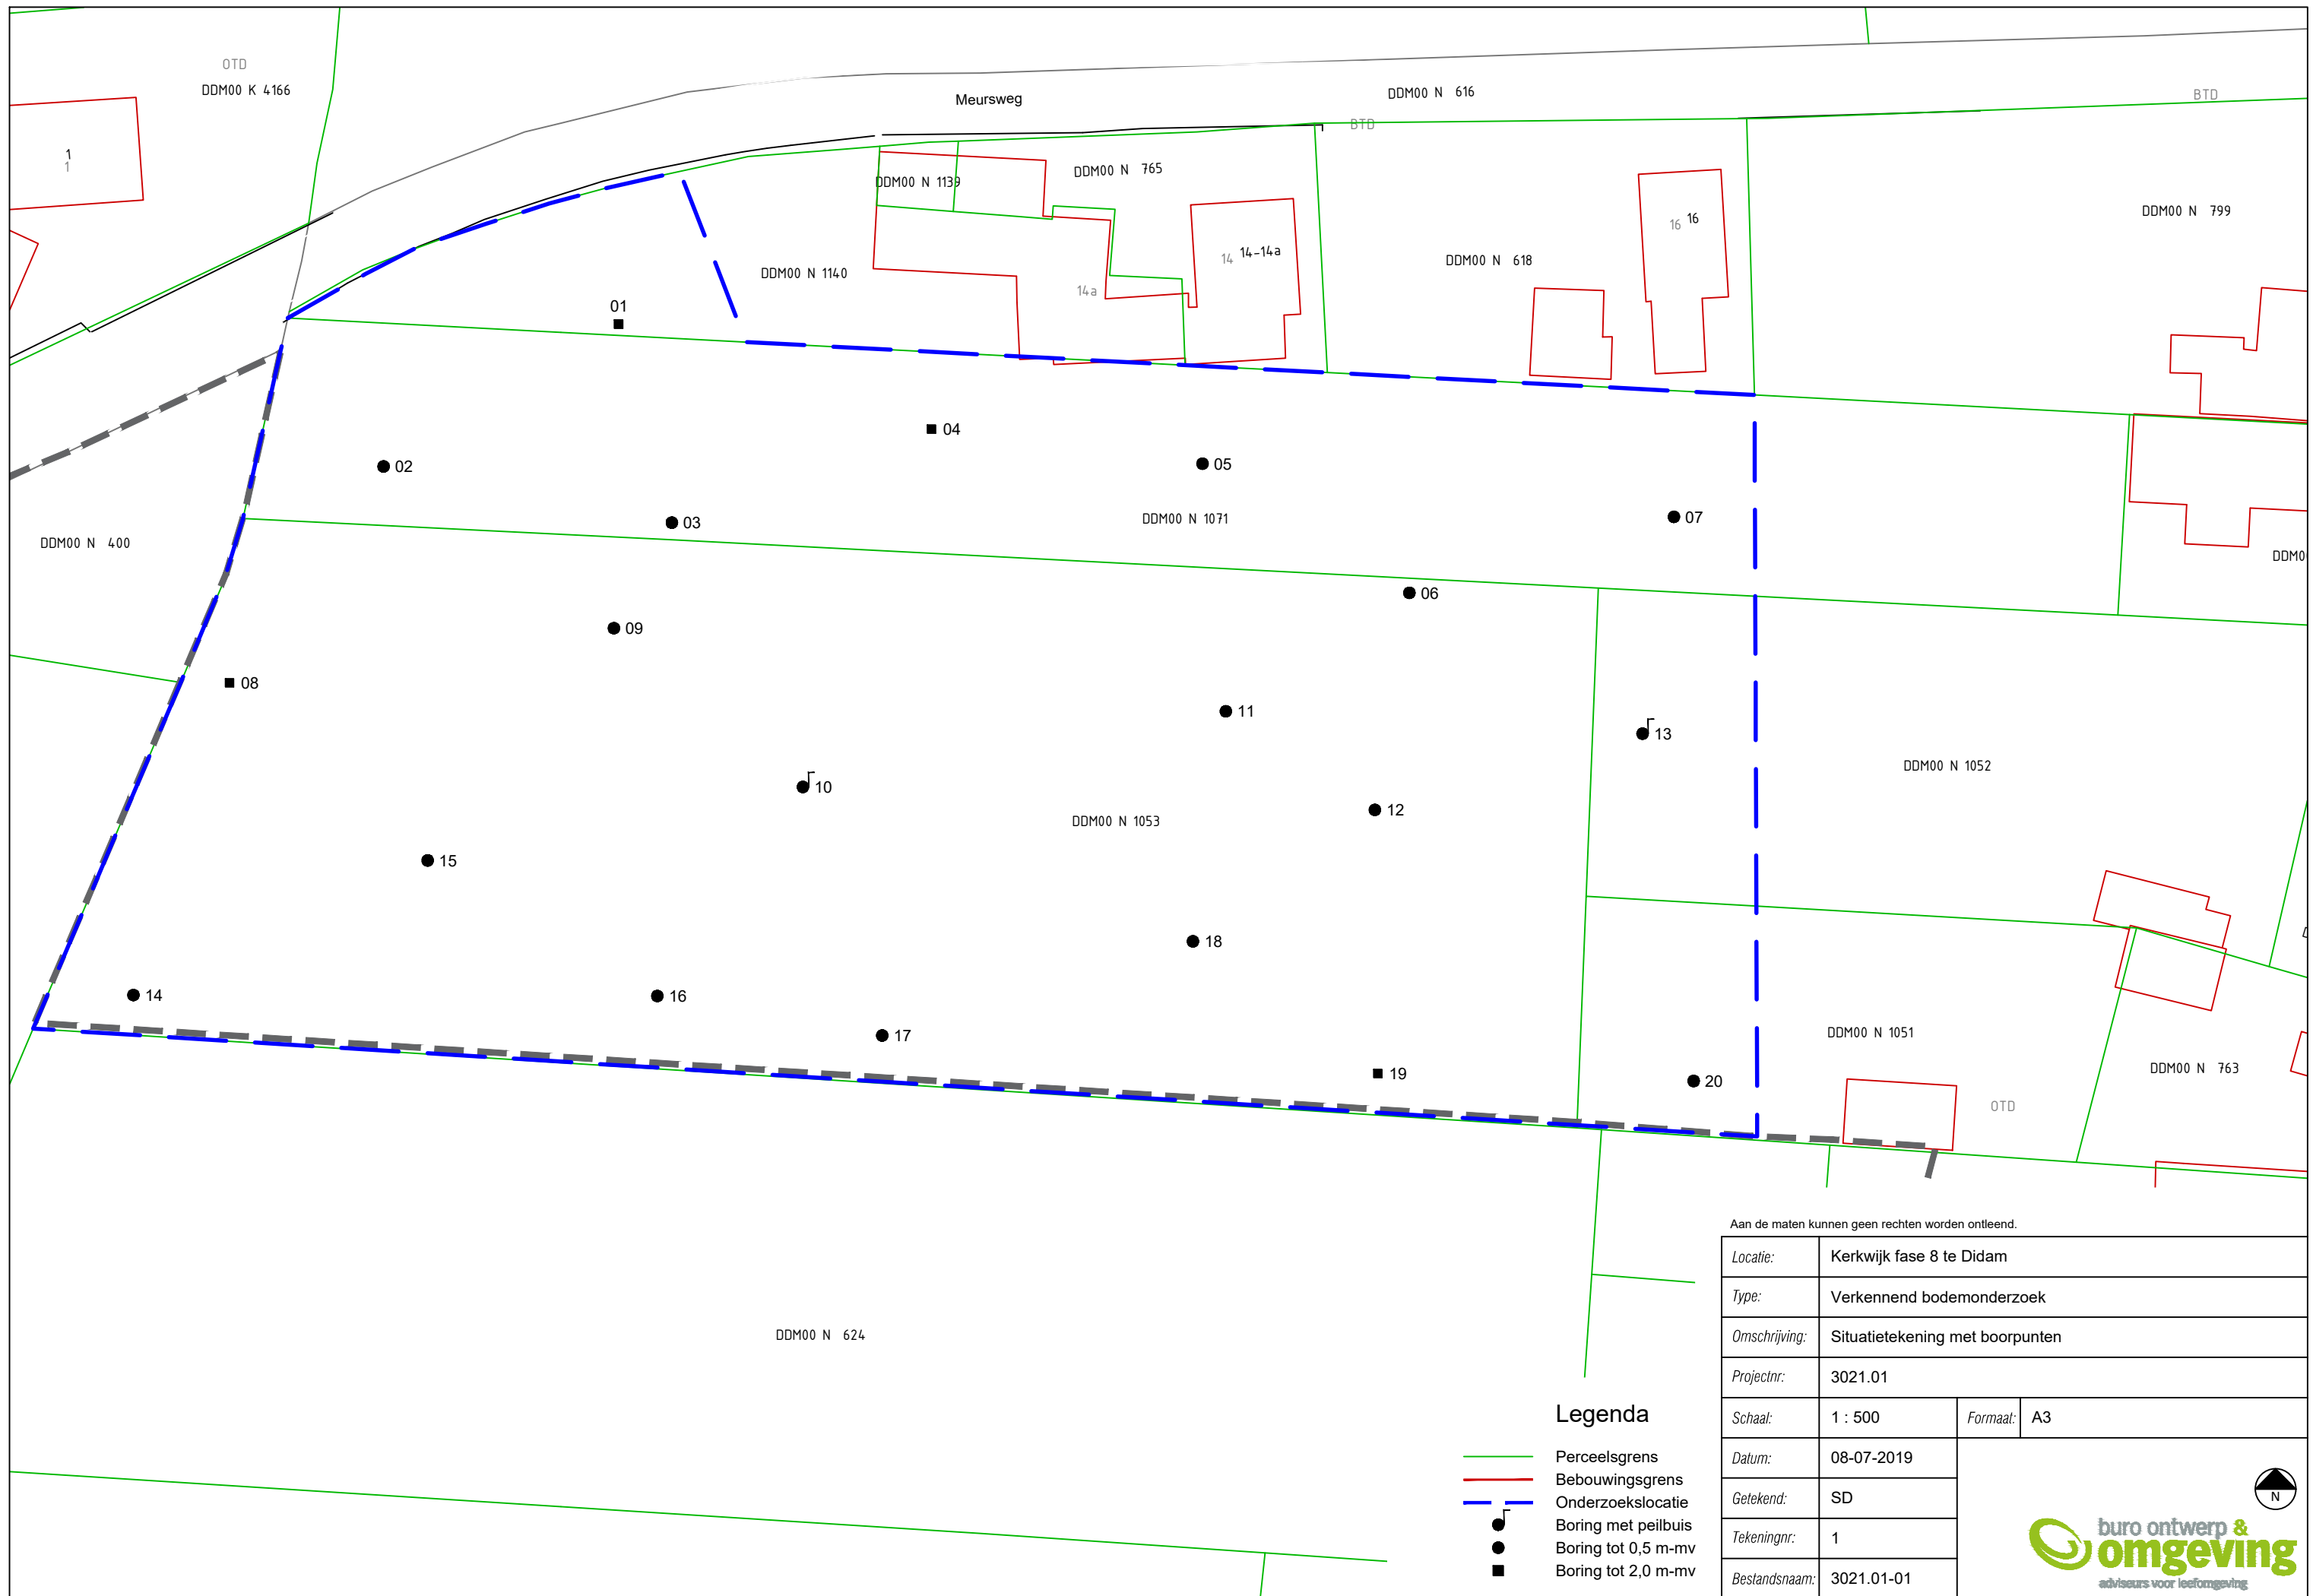 OTD
DDM00 K 4166
Meursweg
DDM00 N 616
BTD
BTD
1
1
DDM00 N 1139
DDM00 N 765
DDM00 N 799
16 16
14 14-14a
DDM00 N 1140
DDM00 N 618
14a
01
04
02
05
03
DDM00 N 1071
07
DDM00 N 400
DDM0
06
09
08
11
13
DDM00 N 1052
10
12
DDM00 N 1053
15
18
14
16
17
DDM00 N 1051
19
20
DDM00 N 763
OTD
DDM00 N 624
Aan de maten kunnen geen rechten worden ontleend.
Locatie: Kerkwijk fase 8 te Didam
Type: Verkennend bodemonderzoek
Omschrijving: Situatietekening met boorpunten
Projectnr: 3021.01
Schaal: 1 : 500 Formaat: A3
Datum: 08-07-2019
Getekend: SD
Tekeningnr: 1
Bestandsnaam: 3021.01-01
Legenda
Perceelsgrens
Bebouwingsgrens
Onderzoekslocatie
Boring met peilbuis
Boring tot 0,5 m-mv
Boring tot 2,0 m-mv
N
buro ontwerp &
omgeving
adviseurs voor leefomgeving